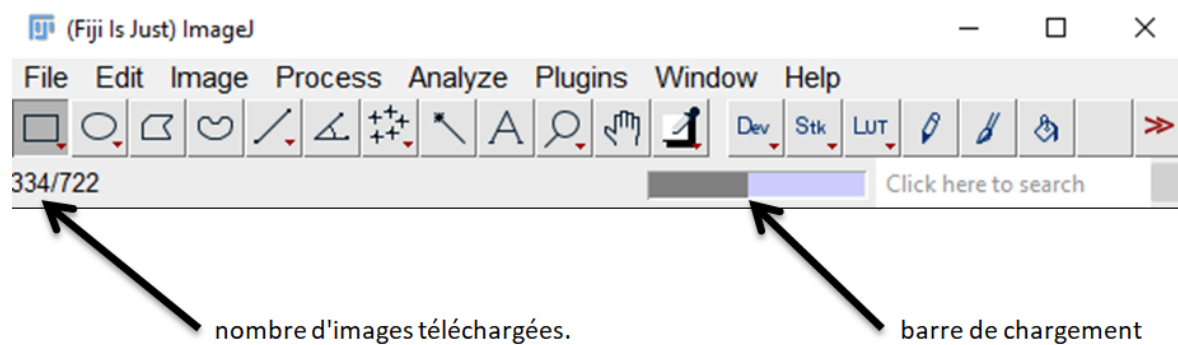 (Fiji Is Just) ImageJ
File Edit Image Process Analyze Plugins Window Help
A Dev Stk LUT >>
334/722 Click here to search
nombre d'images téléchargées. barre de chargement